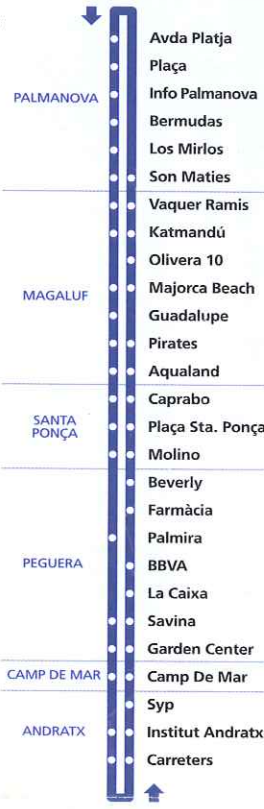 Avda Platja
Plaça
PALMANOVA
Info Palmanova
Bermudas
Los Mirlos
Son Maties
Vaquer Ramis
Katmandú
Olivera 10
MAGALUF
Majorca Beach
Guadalupe
Pirates
Aqualand
Caprabo
SANTA
PONÇA
Plaça Sta. Ponça
Molino
Beverly
Farmàcia
Palmira
PEGUERA
BBVA
La Caixa
Savina
Garden Center
CAMP DE MAR
Camp De Mar
Syp
ANDRATX
Institut Andratx
Carreters